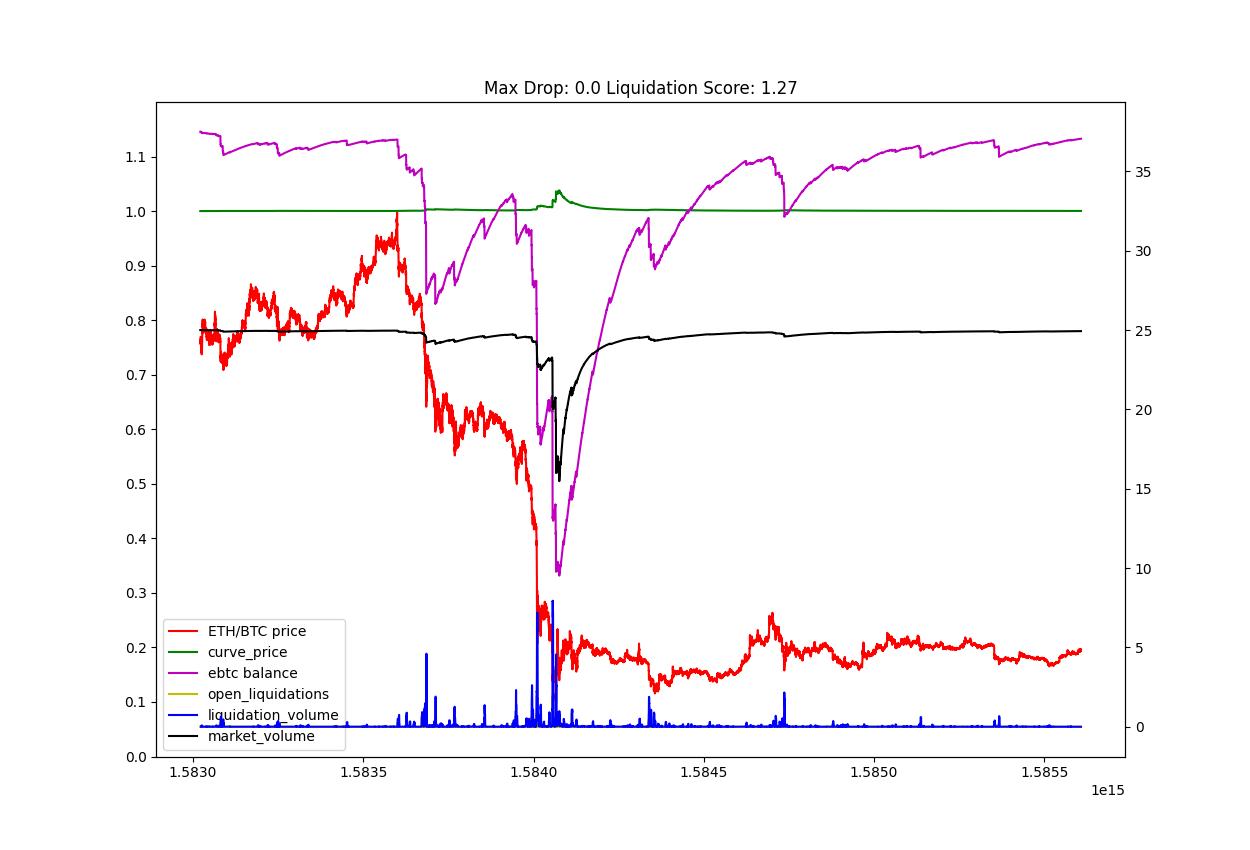 Max Drop: 0.0 Liquidation Score: 1.27
1.1
1.0
0.9
0.8
0.7
0.6
0.5
0.4
0.3
0.2
0.1
0.0
35
30
25
20
15
10
5
0
ETH/BTC price
curve_price
ebtc balance
open_liquidations
liquidation_volume
market_volume
1.5830 1.5835 1.5840 1.5845 1.5850 1.5855
1e15